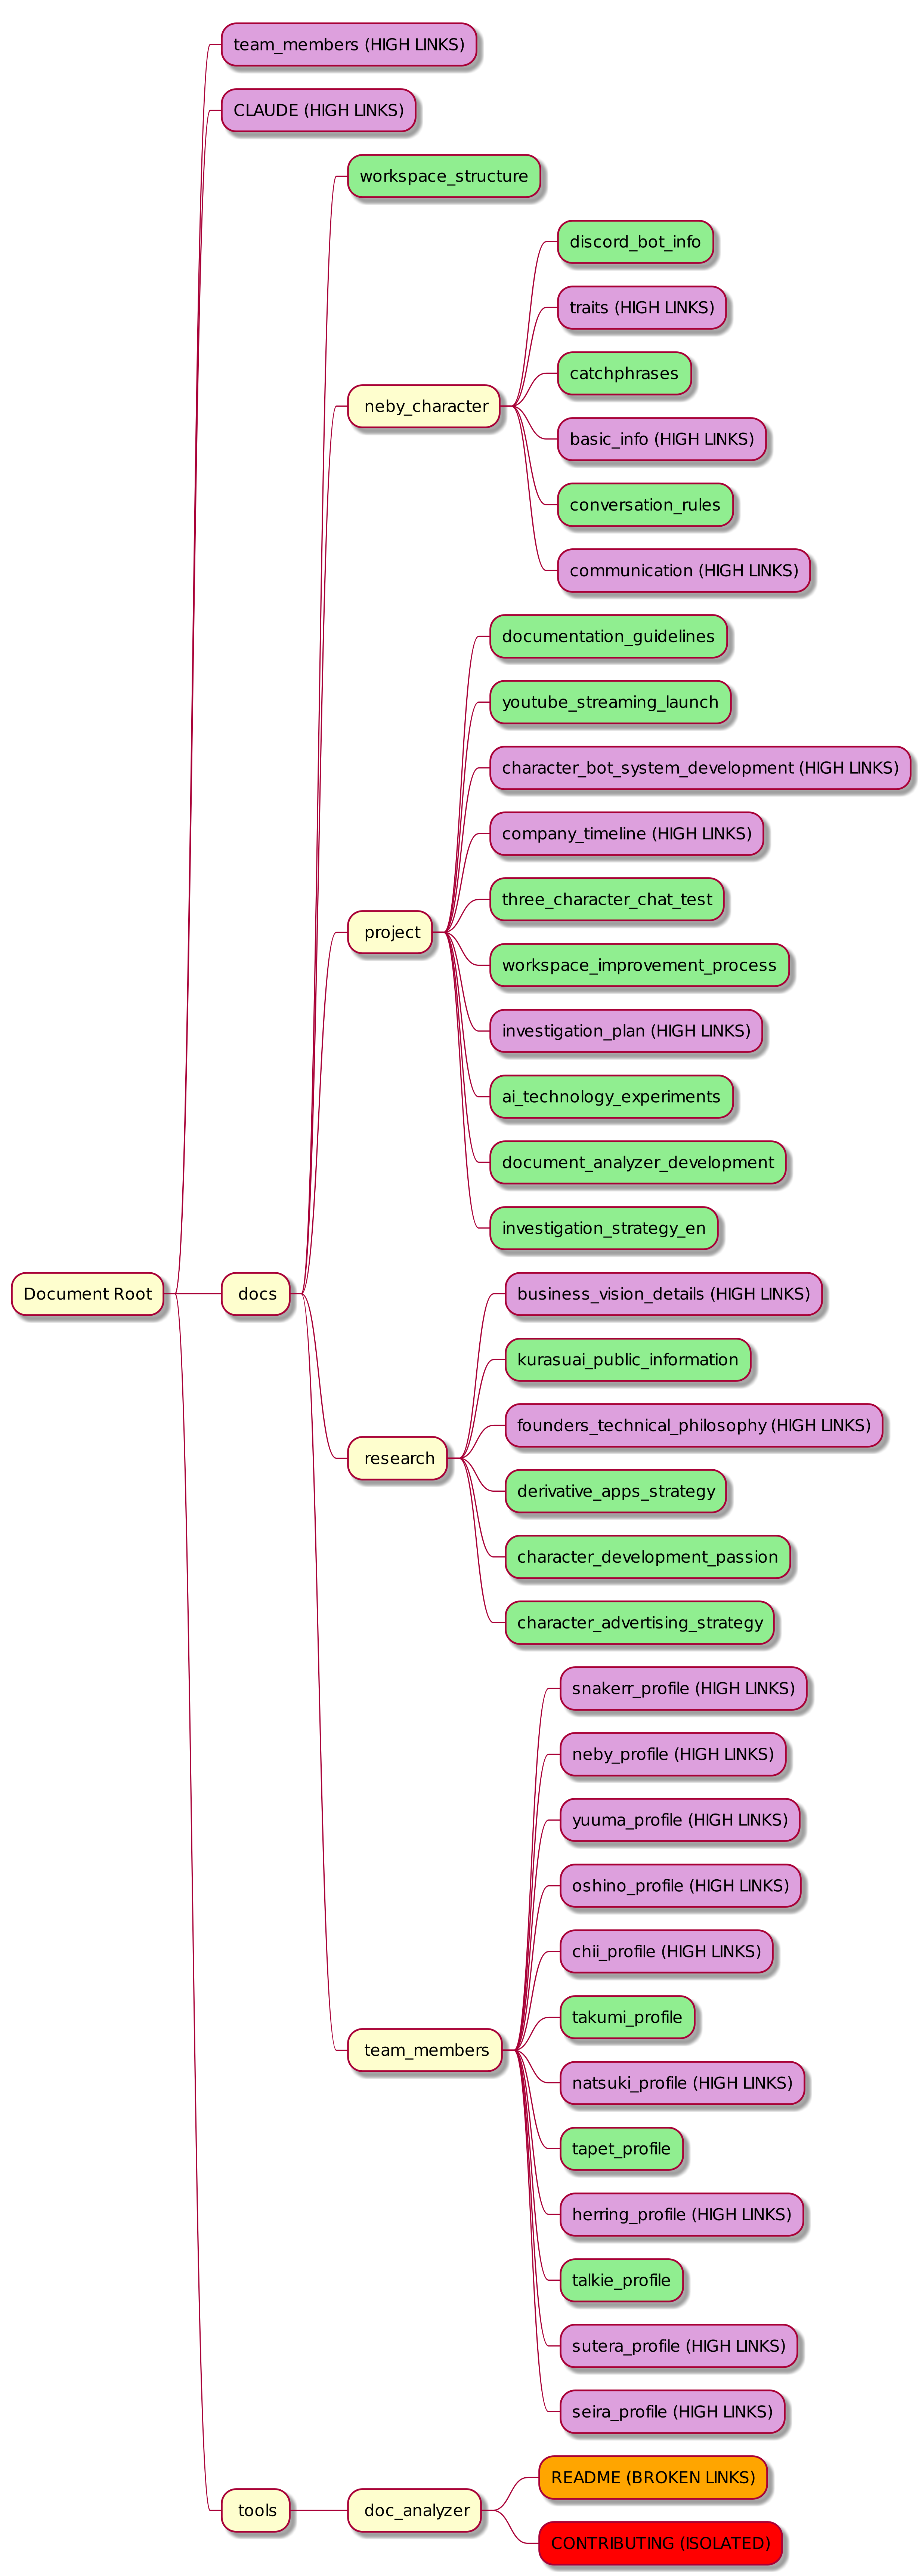 team_members (HIGH LINKS)
CLAUDE (HIGH LINKS)
workspace_structure
discord_bot_info
traits (HIGH LINKS)
catchphrases
neby_character
basic_info (HIGH LINKS)
conversation_rules
communication (HIGH LINKS)
documentation_guidelines
youtube_streaming_launch
character_bot_system_development (HIGH LINKS)
company_timeline (HIGH LINKS)
three_character_chat_test
project
workspace_improvement_process
investigation_plan (HIGH LINKS)
ai_technology_experiments
document_analyzer_development
investigation_strategy_en
Document Root
docs
business_vision_details (HIGH LINKS)
kurasuai_public_information
founders_technical_philosophy (HIGH LINKS)
research
derivative_apps_strategy
character_development_passion
character_advertising_strategy
snakerr_profile (HIGH LINKS)
neby_profile (HIGH LINKS)
yuuma_profile (HIGH LINKS)
oshino_profile (HIGH LINKS)
chii_profile (HIGH LINKS)
takumi_profile
team_members
natsuki_profile (HIGH LINKS)
tapet_profile
herring_profile (HIGH LINKS)
talkie_profile
sutera_profile (HIGH LINKS)
seira_profile (HIGH LINKS)
tools
doc_analyzer
README (BROKEN LINKS)
CONTRIBUTING (ISOLATED)